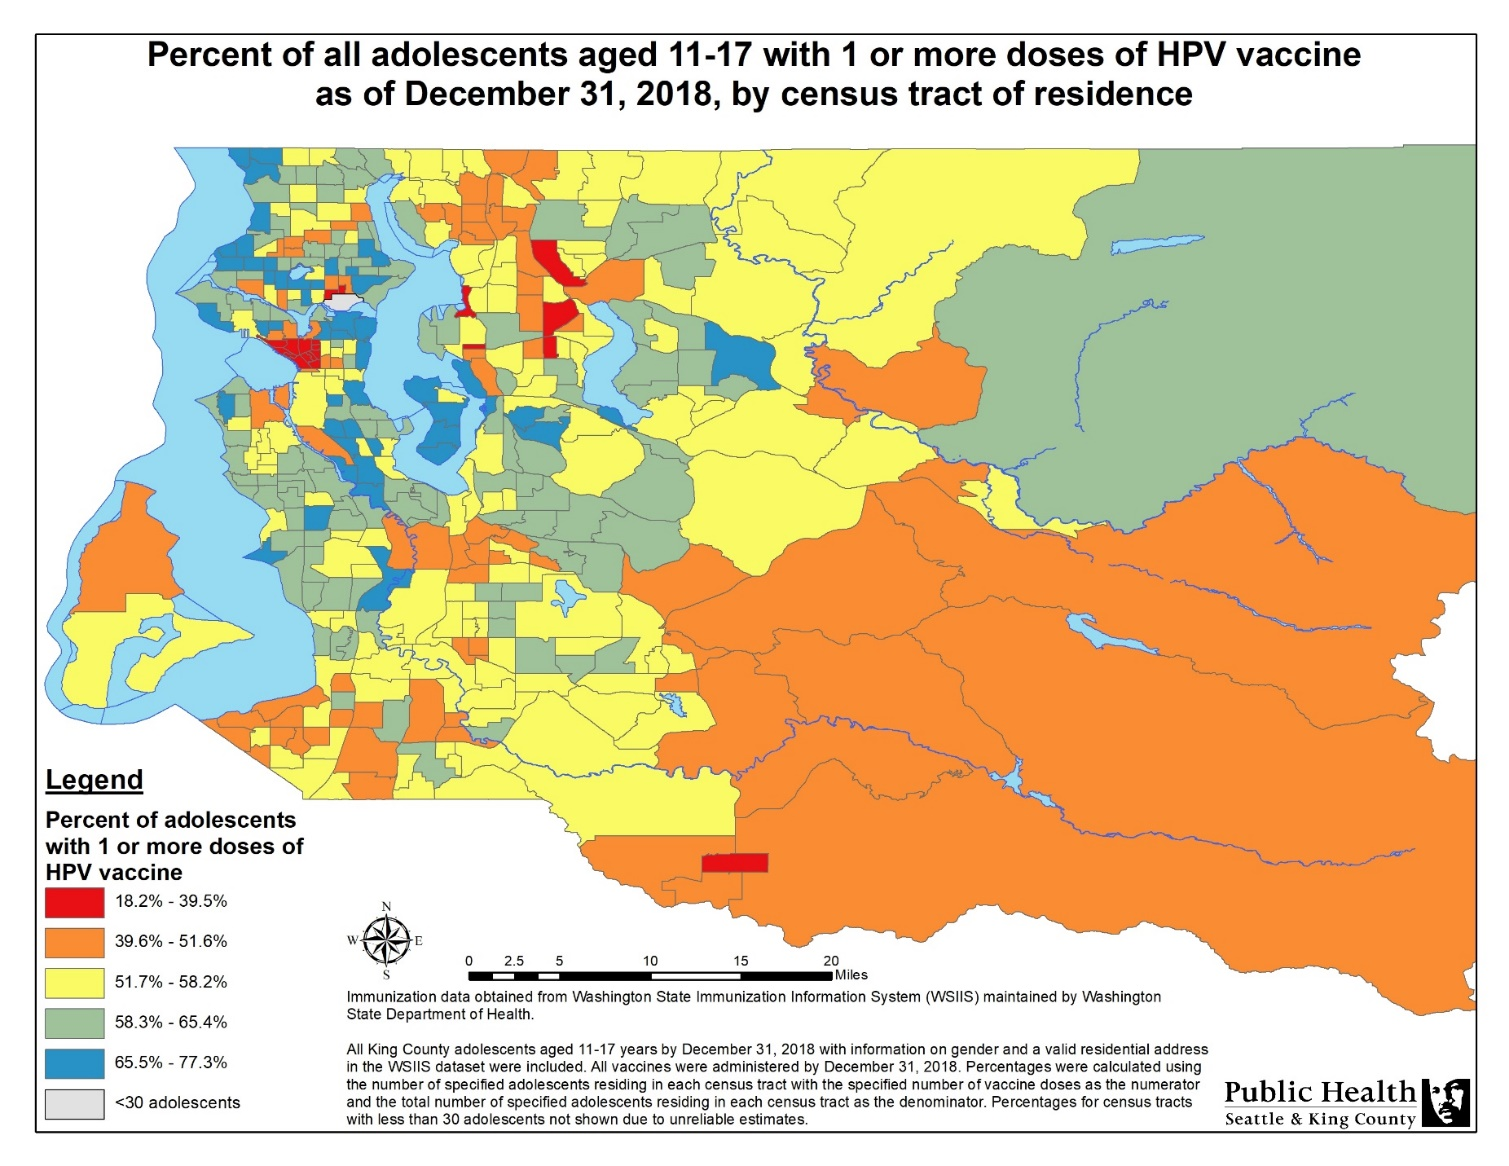 Percent of all adolescents aged 11-17 with 1 or more doses of HPV vaccine
as of December 31, 2018, by census tract of residence
Legend
Percent of adolescents
with 1 or more doses of
HPV vaccine
18.2% - 39.5%
39.6% - 51.6%
51.7% - 58.2%
58.3% - 65.4%
65.5% - 77.3%
<30 adolescents
N
W E
S
0 2.5 5 10 15 20
Miles
Immunization data obtained from Washington State Immunization Information System (WSIIS) maintained by Washington
State Department of Health.
All King County adolescents aged 11-17 years by December 31, 2018 with information on gender and a valid residential address
in the WSIIS dataset were included. All vaccines were administered by December 31, 2018. Percentages were calculated using
the number of specified adolescents residing in each census tract with the specified number of vaccine doses as the numerator
and the total number of specified adolescents residing in each census tract as the denominator. Percentages for census tracts
with less than 30 adolescents not shown due to unreliable estimates.
Public Health
Seattle & King County